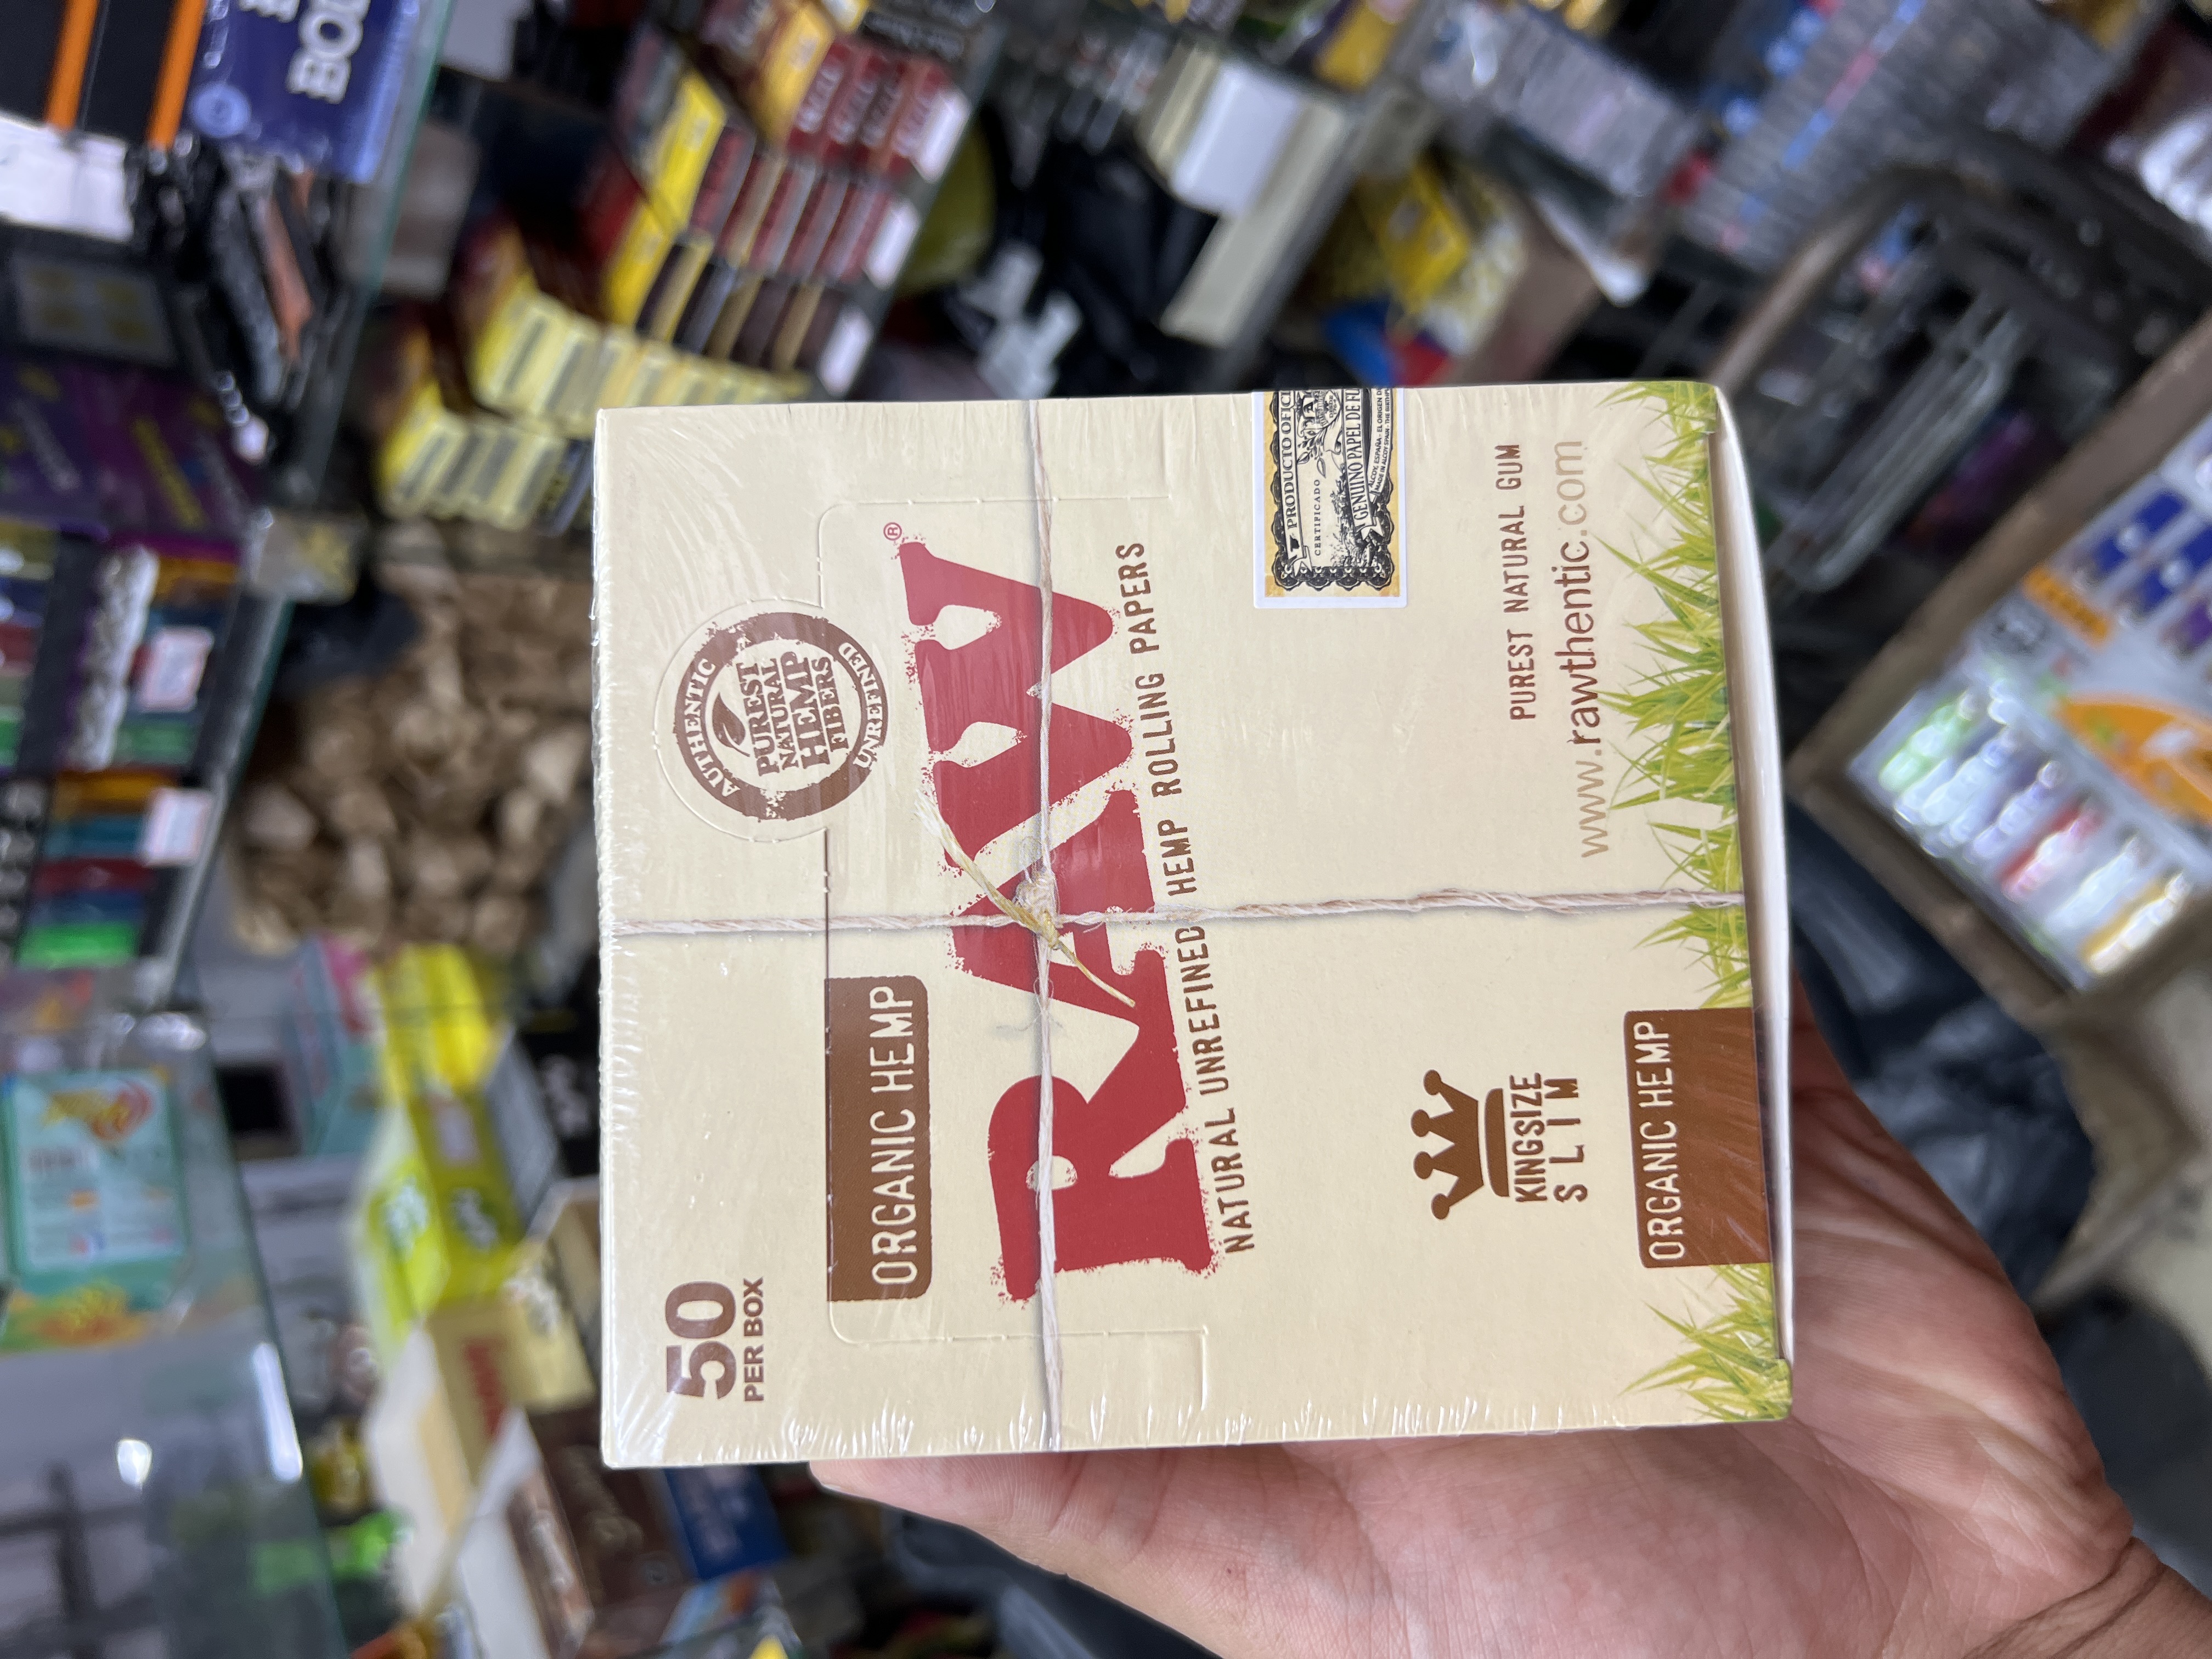 50
PER BOX
AUTHENTIC
PUREST
NATURAL
HEMP
FIBERS
UNREFINED
ORGANIC HEMP
RAW®
NATURAL UNREFINED HEMP ROLLING PAPERS
PRODUCTO OFIC
CERTIFICADO
GENUINO PAPEL DE F
KINGSIZE
SLIM
PUREST NATURAL GUM
www.rawthentic.com
ORGANIC HEMP